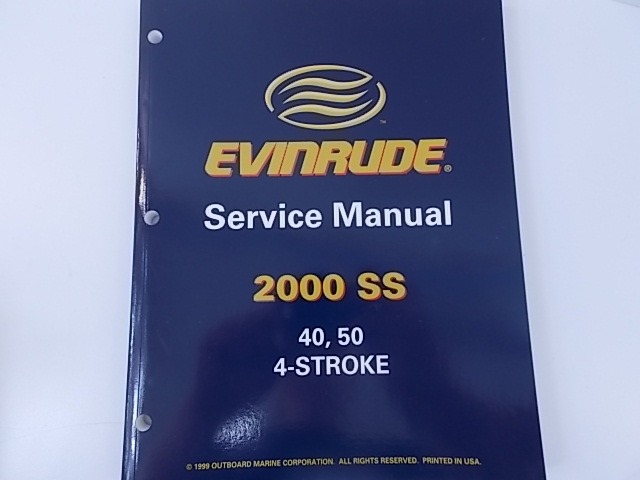 ™
EVINRUDE®
Service Manual
2000 SS
40, 50
4-STROKE
© 1999 OUTBOARD MARINE CORPORATION. ALL RIGHTS RESERVED. PRINTED IN USA.